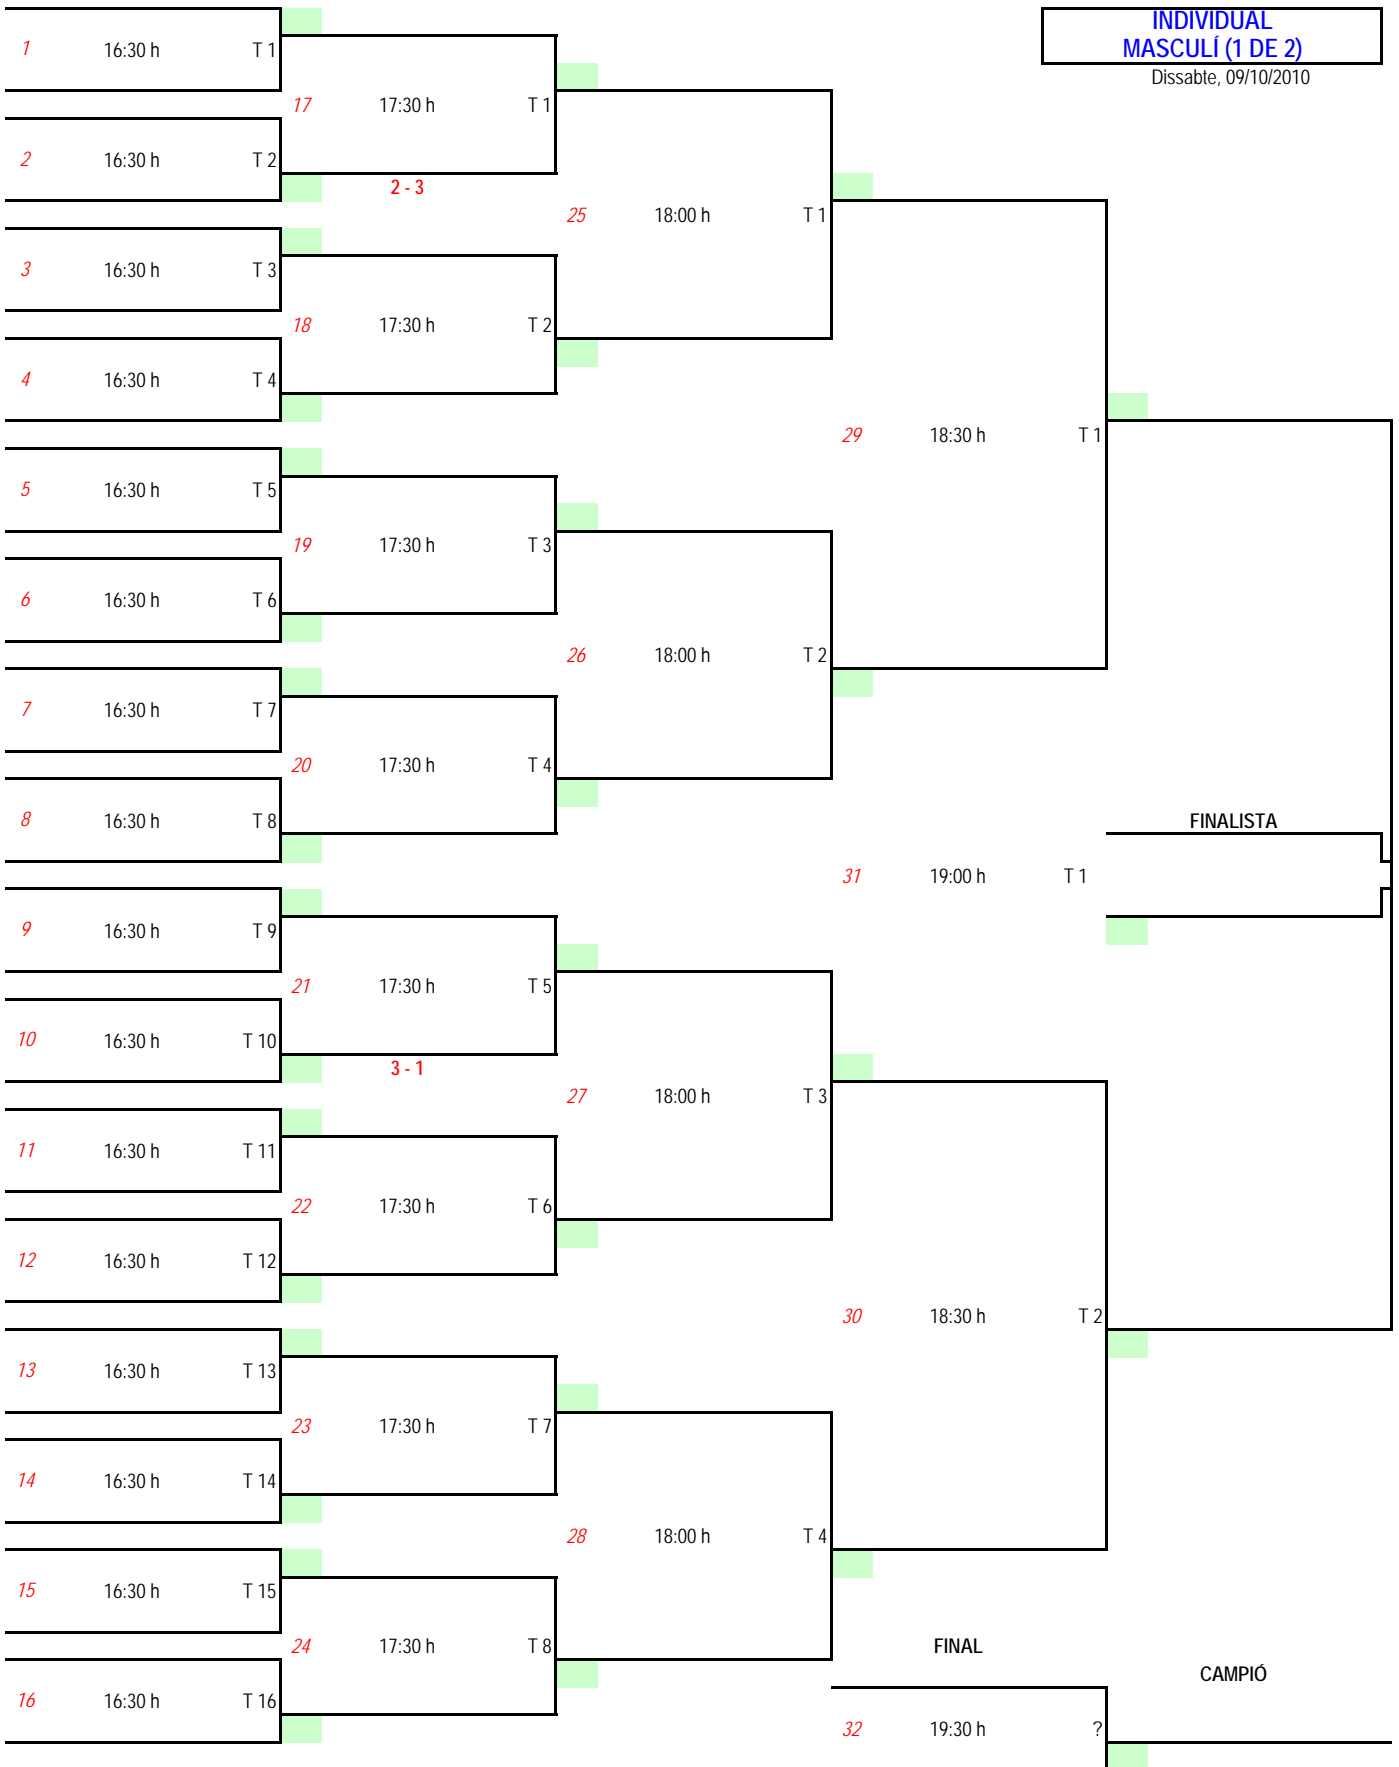 INDIVIDUAL
MASCULÍ (1 DE 2)
Dissabte, 09/10/2010
1 16:30 h T 1
17 17:30 h T 1
2 16:30 h T 2
2 - 3
25 18:00 h T 1
3 16:30 h T 3
18 17:30 h T 2
4 16:30 h T 4
29 18:30 h T 1
5 16:30 h T 5
19 17:30 h T 3
6 16:30 h T 6
26 18:00 h T 2
7 16:30 h T 7
20 17:30 h T 4
8 16:30 h T 8
FINALISTA
31 19:00 h T 1
9 16:30 h T 9
21 17:30 h T 5
10 16:30 h T 10
3 - 1
27 18:00 h T 3
11 16:30 h T 11
22 17:30 h T 6
12 16:30 h T 12
30 18:30 h T 2
13 16:30 h T 13
23 17:30 h T 7
14 16:30 h T 14
28 18:00 h T 4
15 16:30 h T 15
24 17:30 h T 8
FINAL
CAMPIÓ
16 16:30 h T 16
32 19:30 h ?